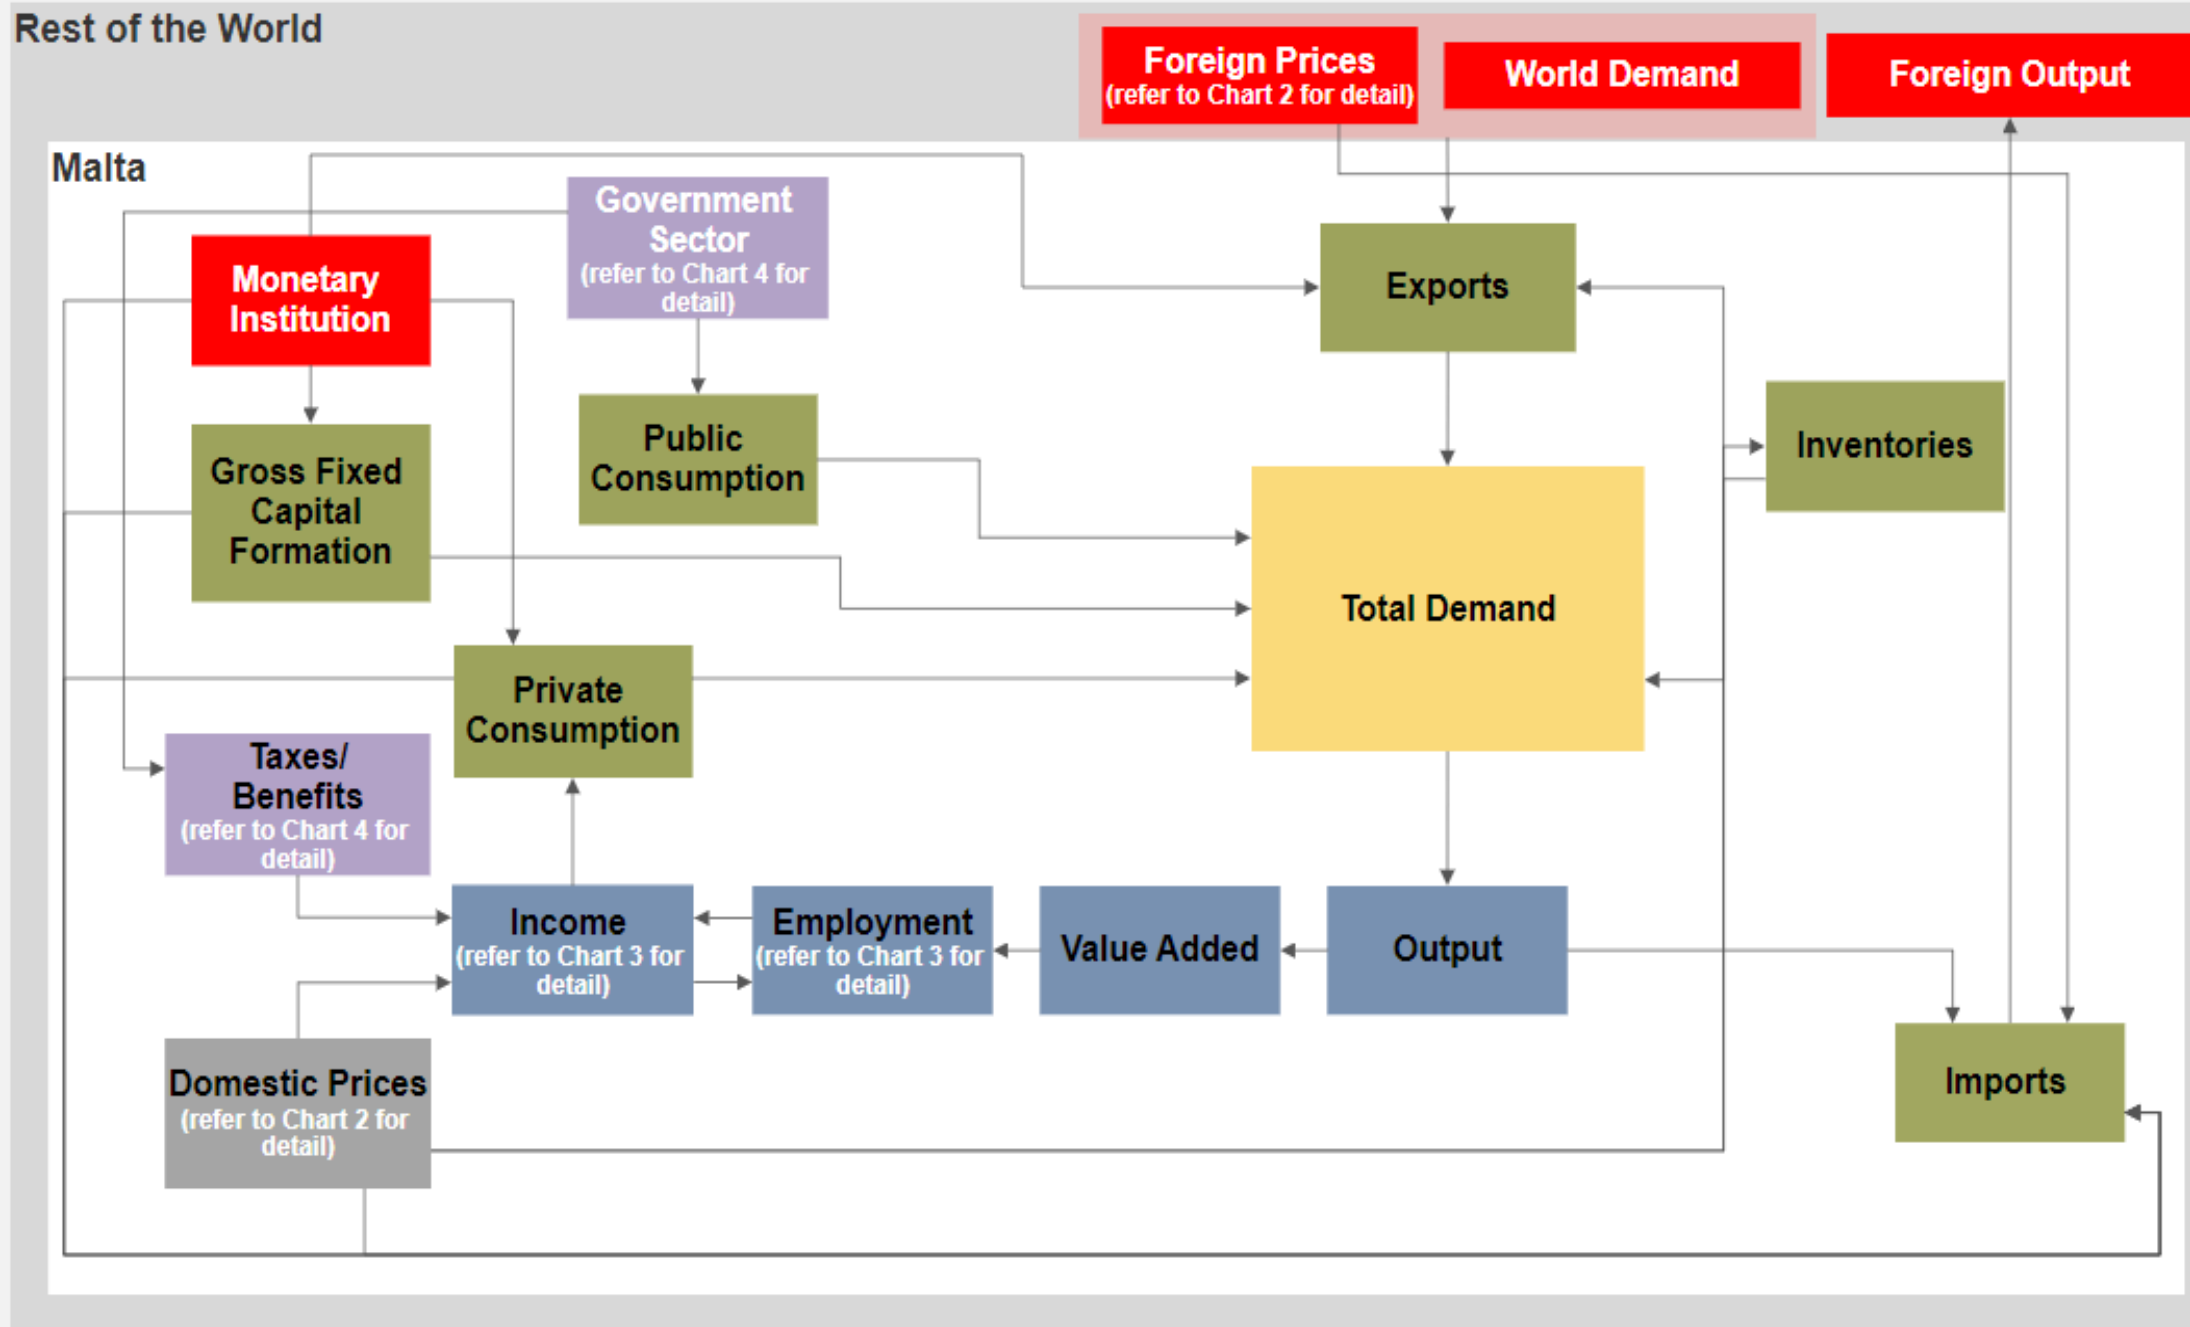 Rest of the World
Foreign Prices
(refer to Chart 2 for detail)
World Demand
Foreign Output
Malta
Government
Sector
(refer to Chart 4 for
detail)
Monetary
Institution
Exports
Public
Consumption
Inventories
Gross Fixed
Capital
Formation
Total Demand
Private
Consumption
Taxes/
Benefits
(refer to Chart 4 for
detail)
Income
(refer to Chart 3 for
detail)
Employment
(refer to Chart 3 for
detail)
Value Added
Output
Domestic Prices
(refer to Chart 2 for
detail)
Imports